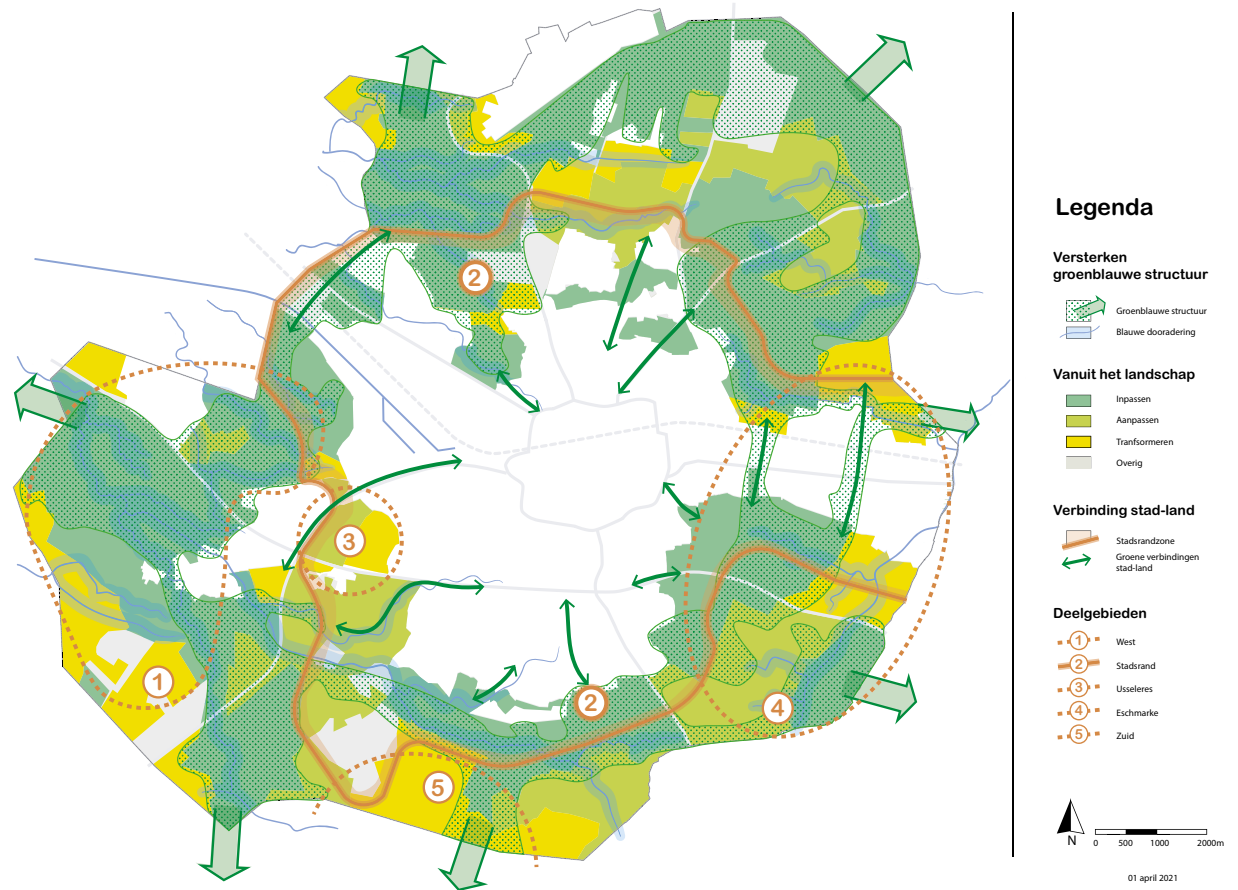 2
3
1
2
4
5
Legenda
Versterken
groenblauwe structuur
Groenblauwe structuur
Blauwe dooradering
Vanuit het landschap
Inpassen
Aanpassen
Tranfsormeren
Overig
Verbinding stad-land
Stadsrandzone
Groene verbindingen
stad-land
Deelgebieden
1 West
2 Stadsrand
3 Usseleres
4 Eschmarke
5 Zuid
N
0 500 1000 2000m
01 april 2021